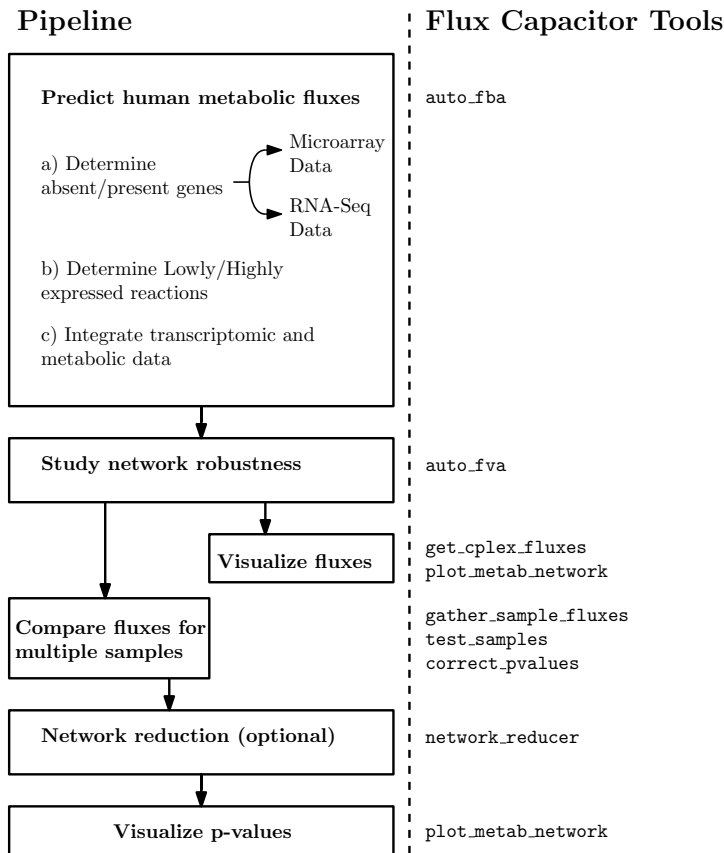 Pipeline
Flux Capacitor Tools
Predict human metabolic fluxes
auto_fba
a) Determine
absent/present genes
Microarray
Data
RNA-Seq
Data
b) Determine Lowly/Highly
expressed reactions
c) Integrate transcriptomic and
metabolic data
Study network robustness
auto_fva
Visualize fluxes
get_cplex_fluxes
plot_metab_network
Compare fluxes for
multiple samples
gather_sample_fluxes
test_samples
correct_pvalues
Network reduction (optional)
network_reducer
Visualize p-values
plot_metab_network